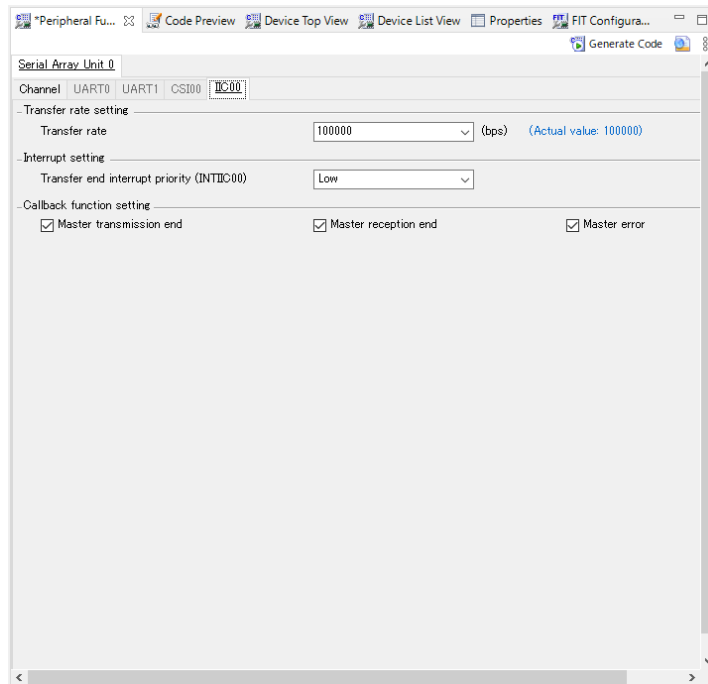 *Peripheral Fu... Code Preview Device Top View Device List View Properties FIT Configura...
Generate Code
Serial Array Unit 0
Channel UART0 UART1 CSI00 IIC00
Transfer rate setting
Transfer rate 100000 (bps) (Actual value: 100000)
Interrupt setting
Transfer end interrupt priority (INTIIC00) Low
Callback function setting
Master transmission end Master reception end Master error